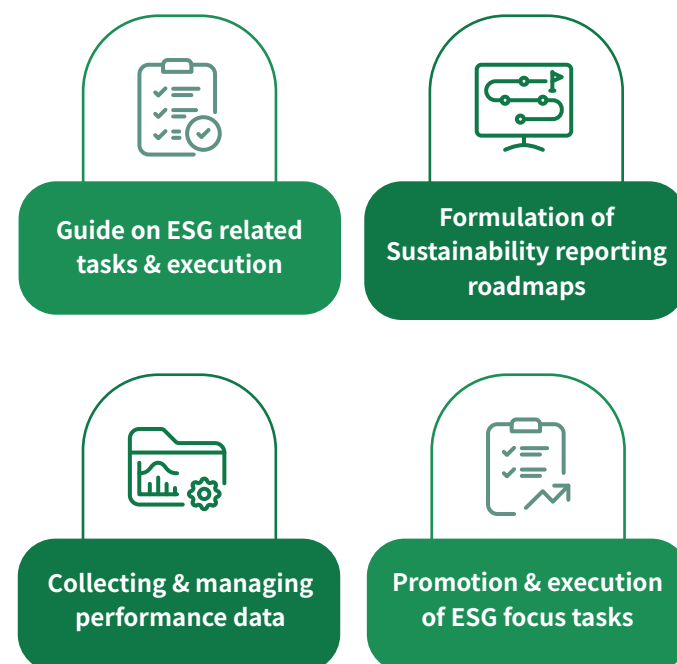 Guide on ESG related
tasks & execution
Formulation of
Sustainability reporting
roadmaps
Collecting & managing
performance data
Promotion & execution
of ESG focus tasks